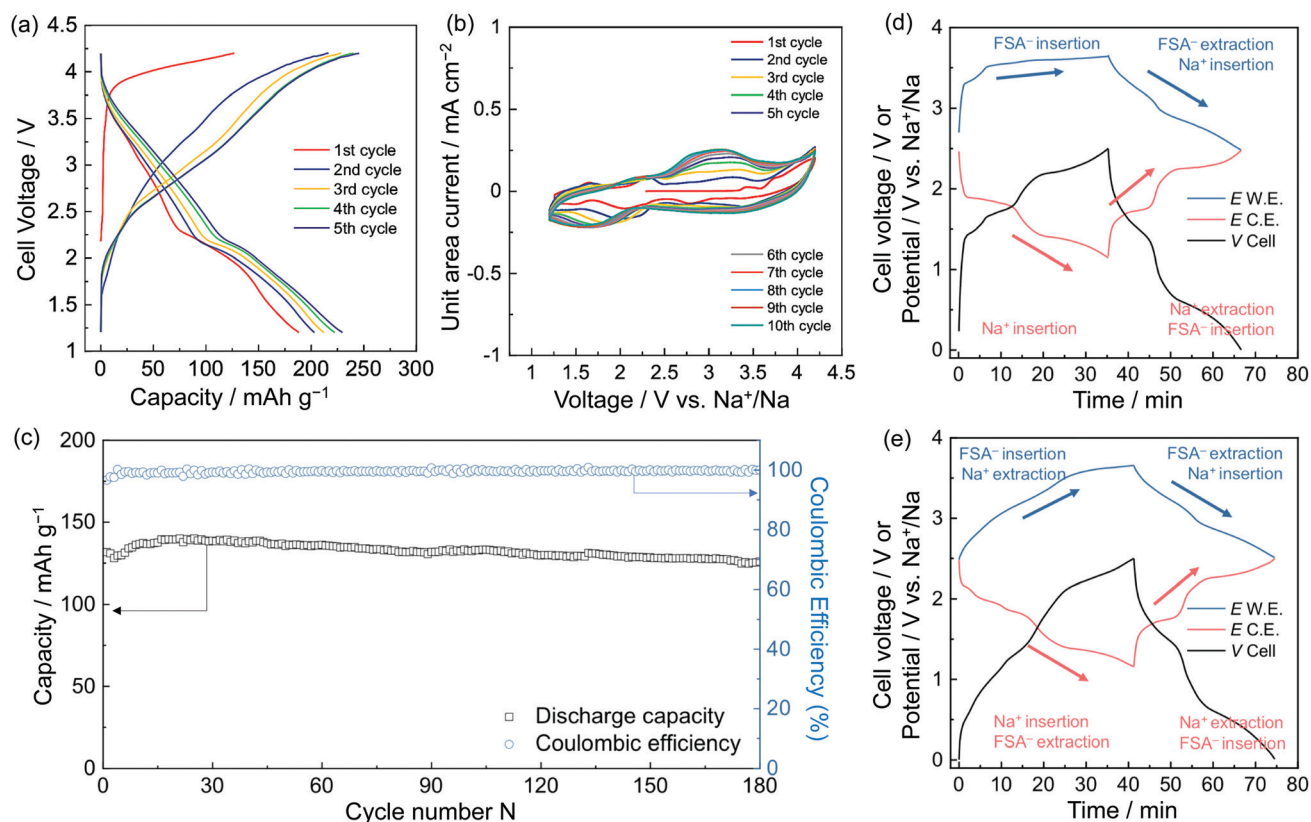 (a)
4.5
4
3.5
3
2.5
2
1.5
1
Cell Voltage / V
1st cycle
2nd cycle
3rd cycle
4th cycle
5th cycle
0
50
100
150
200
250
300
Capacity / mAh g⁻¹
(b)
1
0.5
0
-0.5
-1
Unit area current / mA cm⁻²
1st cycle
2nd cycle
3rd cycle
4th cycle
5h cycle
6th cycle
7th cycle
8th cycle
9th cycle
10th cycle
1
1.5
2
2.5
3
3.5
4
4.5
Voltage / V vs. Na⁺/Na
(c)
200
150
100
50
0
Capacity / mAh g⁻¹
Discharge capacity
Coulombic efficiency
120
100
80
60
40
20
0
Coulombic Efficiency (%)
0
30
60
90
120
150
180
Cycle number N
(d)
4
3
2
1
0
Cell voltage / V or
Potential / V vs. Na⁺/Na
FSA⁻ insertion
FSA⁻ extraction
Na⁺ insertion
E W.E.
E C.E.
V Cell
Na⁺ insertion
Na⁺ extraction
FSA⁻ insertion
0
10
20
30
40
50
60
70
80
Time / min
(e)
4
3
2
1
0
Cell voltage / V or
Potential / V vs. Na⁺/Na
FSA⁻ insertion
Na⁺ extraction
FSA⁻ extraction
Na⁺ insertion
E W.E.
E C.E.
V Cell
Na⁺ insertion
FSA⁻ extraction
Na⁺ extraction
FSA⁻ insertion
0
10
20
30
40
50
60
70
80
Time / min